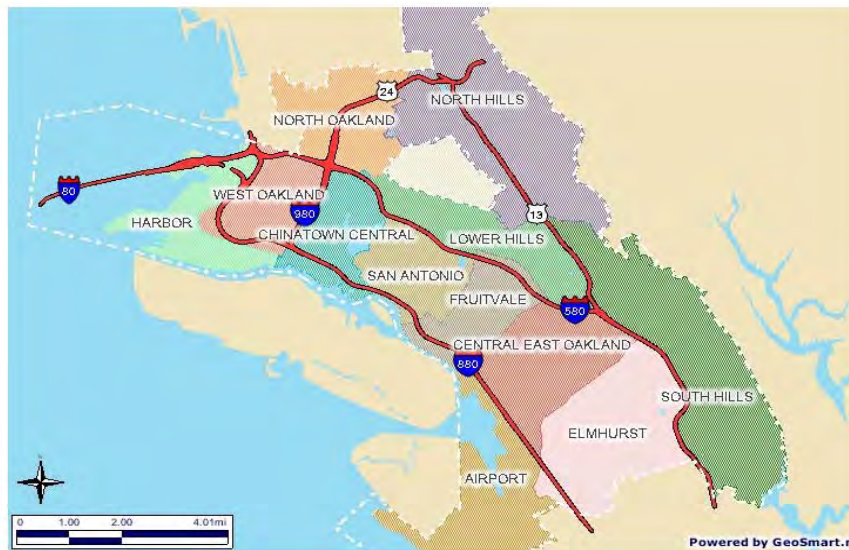 24
NORTH HILLS
NORTH OAKLAND
80
WEST OAKLAND
980
13
HARBOR
CHINATOWN CENTRAL
LOWER HILLS
SAN ANTONIO
FRUITVALE
580
CENTRAL EAST OAKLAND
880
SOUTH HILLS
ELMHURST
AIRPORT
0 1.00 2.00 4.01mi
Powered by GeoSmart.n